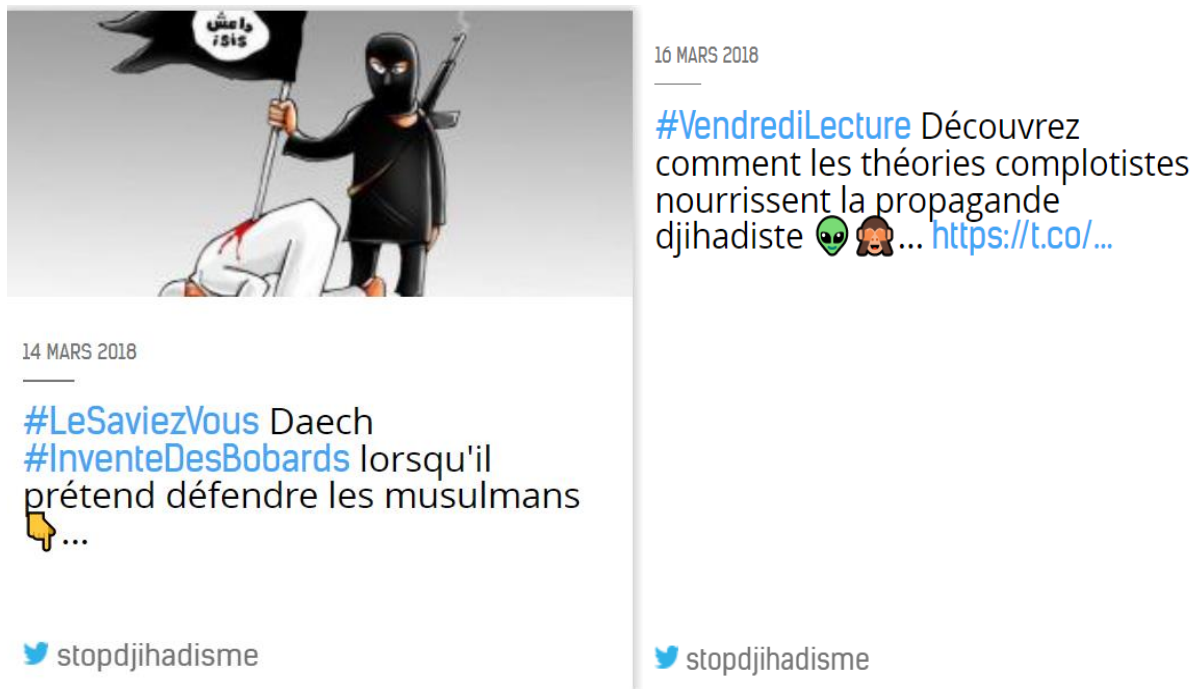 داعش
isis
14 MARS 2018
#LeSaviezVous Daech
#InventeDesBobards lorsqu'il
prétend défendre les musulmans
👇...
stopdjihadisme
16 MARS 2018
#VendrediLecture Découvrez
comment les théories complotistes
nourrissent la propagande
djihadiste 👽🙈... https://t.co/...
stopdjihadisme